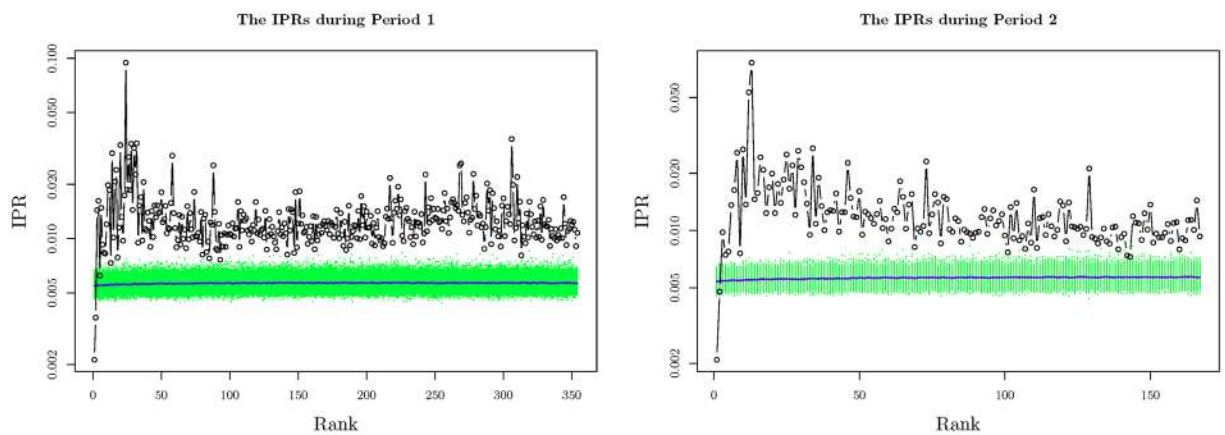 The IPRs during Period 1
IPR
0.100
0.050
0.020
0.010
0.005
0.002
0 50 100 150 200 250 300 350
Rank
The IPRs during Period 2
IPR
0.050
0.020
0.010
0.005
0.002
0 50 100 150
Rank